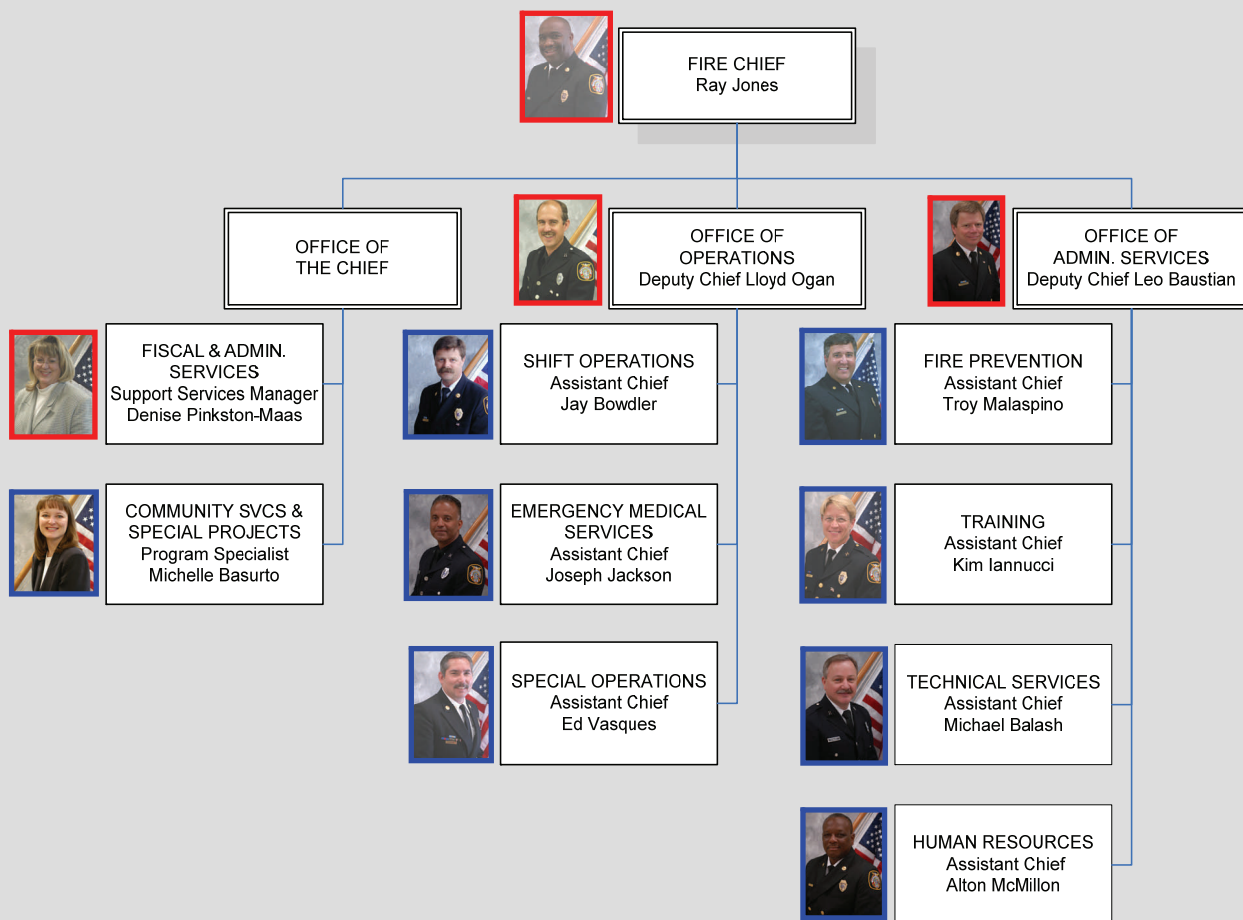 FIRE CHIEF
Ray Jones
OFFICE OF
THE CHIEF
OFFICE OF
OPERATIONS
Deputy Chief Lloyd Ogan
OFFICE OF
ADMIN. SERVICES
Deputy Chief Leo Baustian
FISCAL & ADMIN.
SERVICES
Support Services Manager
Denise Pinkston-Maas
SHIFT OPERATIONS
Assistant Chief
Jay Bowdler
FIRE PREVENTION
Assistant Chief
Troy Malaspino
COMMUNITY SVCS &
SPECIAL PROJECTS
Program Specialist
Michelle Basurto
EMERGENCY MEDICAL
SERVICES
Assistant Chief
Joseph Jackson
TRAINING
Assistant Chief
Kim Iannucci
SPECIAL OPERATIONS
Assistant Chief
Ed Vasques
TECHNICAL SERVICES
Assistant Chief
Michael Balash
HUMAN RESOURCES
Assistant Chief
Alton McMillon